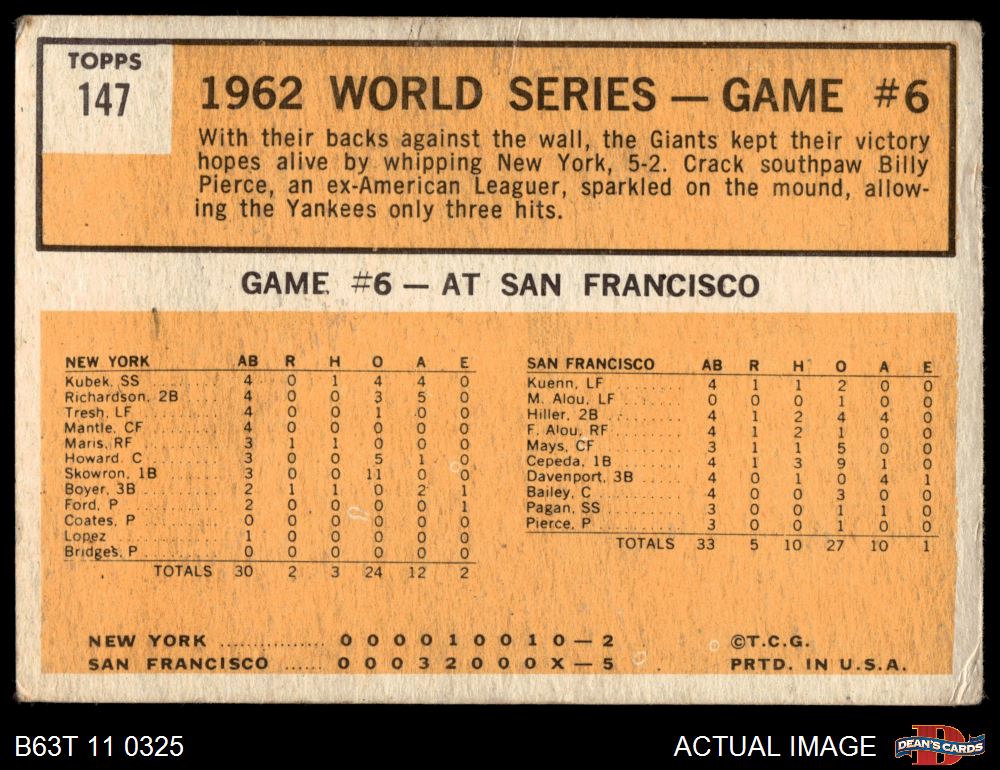 TOPPS
147
1962 WORLD SERIES — GAME #6
With their backs against the wall, the Giants kept their victory
hopes alive by whipping New York, 5-2. Crack southpaw Billy
Pierce, an ex-American Leaguer, sparkled on the mound, allow-
ing the Yankees only three hits.
GAME #6 — AT SAN FRANCISCO
NEW YORK AB R H O A E
Kubek, SS 4 0 1 4 4 0
Richardson, 2B 4 0 0 3 5 0
Tresh, LF 4 0 0 1 0 0
Mantle, CF 4 0 0 0 0 0
Maris, RF 3 1 1 0 0 0
Howard, C 3 0 0 5 1 0
Skowron, 1B 3 0 0 11 0 0
Boyer, 3B 2 1 1 0 2 1
Ford, P 2 0 0 0 0 1
Coates, P 0 0 0 0 0 0
Lopez 1 0 0 0 0 0
Bridges, P 0 0 0 0 0 0
TOTALS 30 2 3 24 12 2
SAN FRANCISCO AB R H O A E
Kuenn, LF 4 1 1 2 0 0
M. Alou, LF 0 0 0 1 0 0
Hiller, 2B 4 1 2 4 4 0
F. Alou, RF 4 1 2 1 0 0
Mays, CF 3 1 1 5 0 0
Cepeda, 1B 4 1 3 9 1 0
Davenport, 3B 4 0 1 0 4 1
Bailey, C 4 0 0 3 0 0
Pagan, SS 3 0 0 1 1 0
Pierce, P 3 0 0 1 0 0
TOTALS 33 5 10 27 10 1
NEW YORK .................. 0 0 0 0 1 0 0 1 0 — 2
SAN FRANCISCO ...... 0 0 0 3 2 0 0 0 X — 5
©T.C.G.
PRTD. IN U.S.A.
B63T 11 0325
ACTUAL IMAGE
DEAN'S CARDS